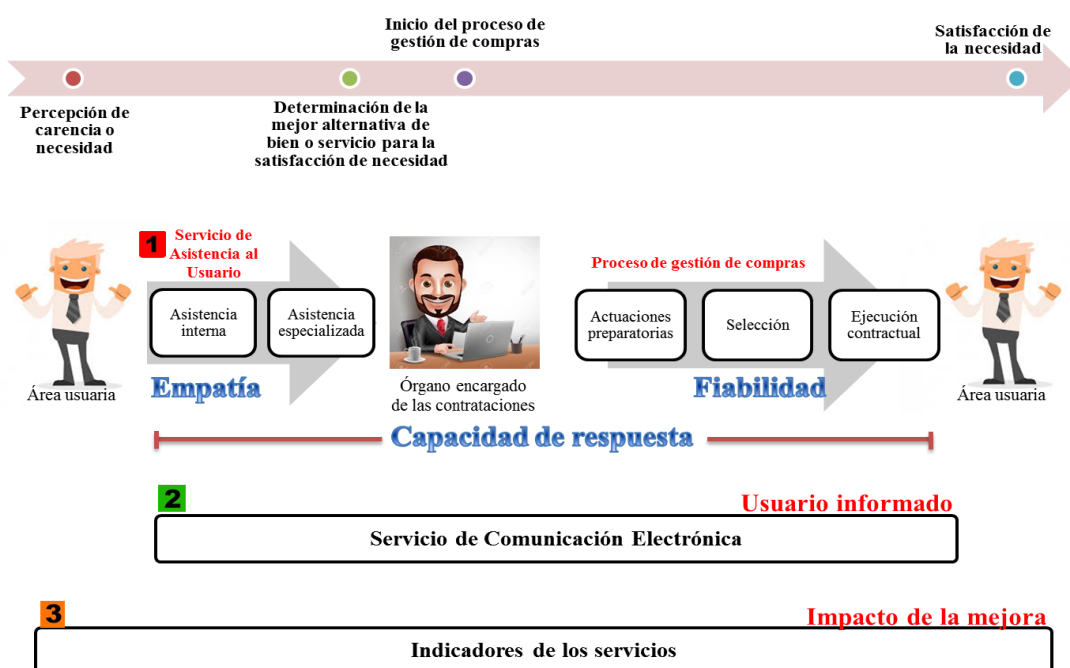 Inicio del proceso de
gestión de compras
Satisfacción de
la necesidad
Percepción de
carencia o
necesidad
Determinación de la
mejor alternativa de
bien o servicio para la
satisfacción de necesidad
1
Servicio de
Asistencia al
Usuario
Asistencia
interna
Asistencia
especializada
Proceso de gestión de compras
Actuaciones
preparatorias
Selección
Ejecución
contractual
Área usuaria
Empatía
Órgano encargado
de las contrataciones
Fiabilidad
Área usuaria
Capacidad de respuesta
2
Usuario informado
Servicio de Comunicación Electrónica
3
Impacto de la mejora
Indicadores de los servicios